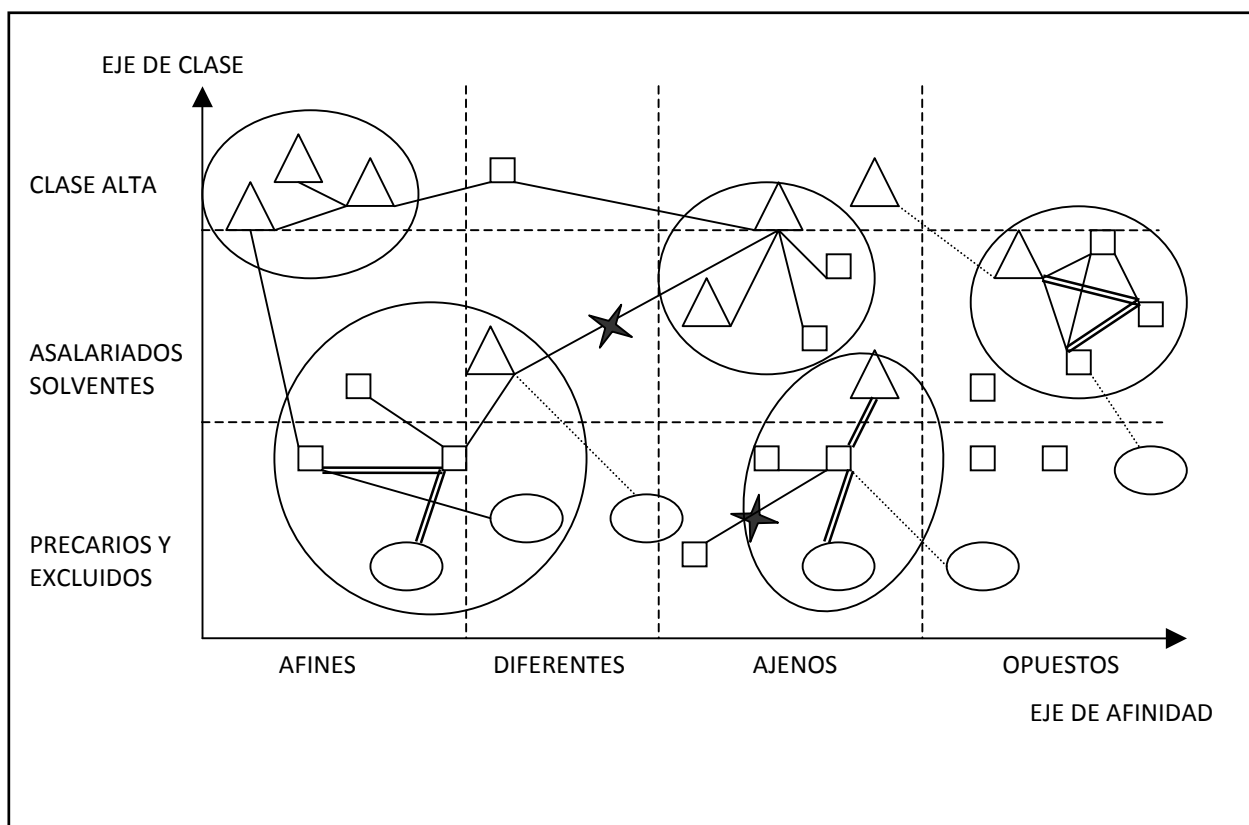 EJE DE CLASE
CLASE ALTA
ASALARIADOS
SOLVENTES
PRECARIOS Y
EXCLUIDOS
AFINES
DIFERENTES
AJENOS
OPUESTOS
EJE DE AFINIDAD